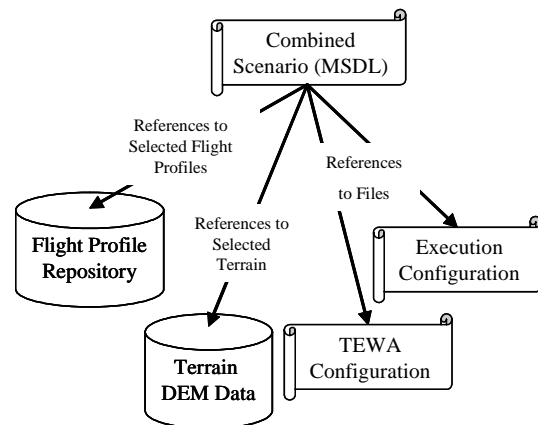 Combined
Scenario (MSDL)
References to
Selected Flight
Profiles
References
to Files
References to
Selected
Terrain
Flight Profile
Repository
Execution
Configuration
Terrain
DEM Data
TEWA
Configuration